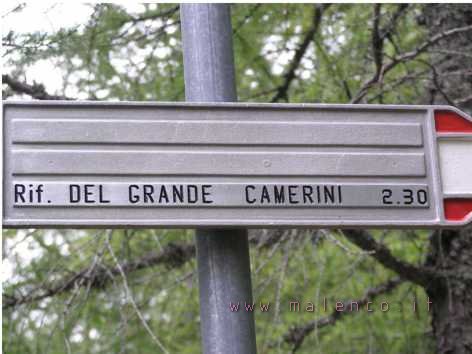 Rif. DEL GRANDE CAMERINI 2.30
www.malenco.it